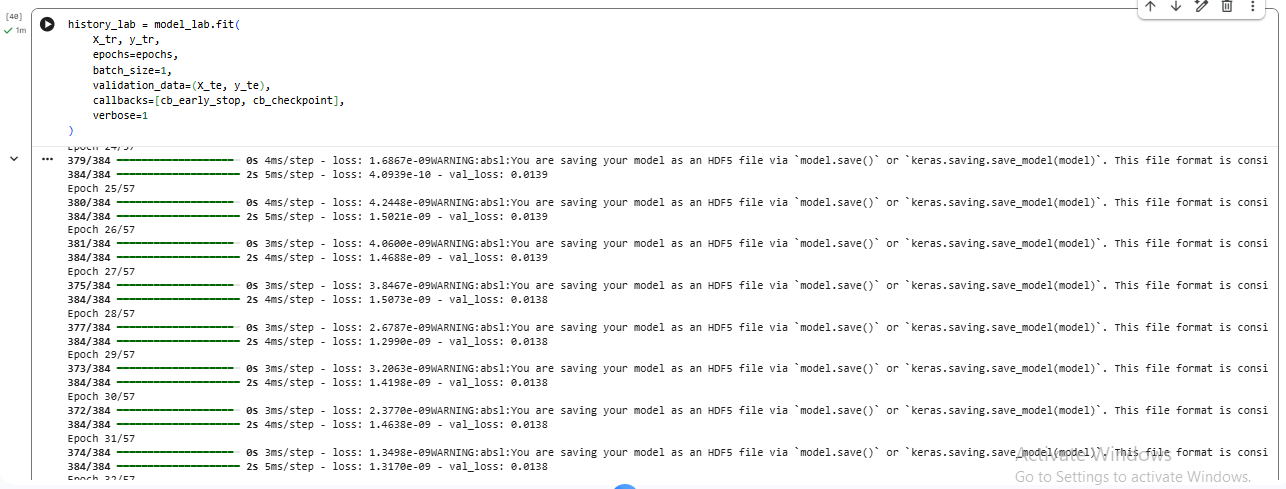 [40]
1m
history_lab = model_lab.fit(
    X_tr, y_tr,
    epochs=epochs,
    batch_size=1,
    validation_data=(X_te, y_te),
    callbacks=[cb_early_stop, cb_checkpoint],
    verbose=1
)
Epoch 24/57
379/384 0s 4ms/step - loss: 1.6867e-09WARNING:absl:You are saving your model as an HDF5 file via `model.save()` or `keras.saving.save_model(model)`. This file format is consi
384/384 2s 5ms/step - loss: 4.0939e-10 - val_loss: 0.0139
Epoch 25/57
380/384 0s 4ms/step - loss: 4.2448e-09WARNING:absl:You are saving your model as an HDF5 file via `model.save()` or `keras.saving.save_model(model)`. This file format is consi
384/384 2s 5ms/step - loss: 1.5021e-09 - val_loss: 0.0139
Epoch 26/57
381/384 0s 3ms/step - loss: 4.0600e-09WARNING:absl:You are saving your model as an HDF5 file via `model.save()` or `keras.saving.save_model(model)`. This file format is consi
384/384 2s 4ms/step - loss: 1.4688e-09 - val_loss: 0.0139
Epoch 27/57
375/384 0s 3ms/step - loss: 3.8467e-09WARNING:absl:You are saving your model as an HDF5 file via `model.save()` or `keras.saving.save_model(model)`. This file format is consi
384/384 2s 4ms/step - loss: 1.5073e-09 - val_loss: 0.0138
Epoch 28/57
377/384 0s 3ms/step - loss: 2.6787e-09WARNING:absl:You are saving your model as an HDF5 file via `model.save()` or `keras.saving.save_model(model)`. This file format is consi
384/384 2s 4ms/step - loss: 1.2990e-09 - val_loss: 0.0138
Epoch 29/57
373/384 0s 3ms/step - loss: 3.2063e-09WARNING:absl:You are saving your model as an HDF5 file via `model.save()` or `keras.saving.save_model(model)`. This file format is consi
384/384 2s 4ms/step - loss: 1.4198e-09 - val_loss: 0.0138
Epoch 30/57
372/384 0s 3ms/step - loss: 2.3770e-09WARNING:absl:You are saving your model as an HDF5 file via `model.save()` or `keras.saving.save_model(model)`. This file format is consi
384/384 2s 4ms/step - loss: 1.4638e-09 - val_loss: 0.0138
Epoch 31/57
374/384 0s 3ms/step - loss: 1.3498e-09WARNING:absl:You are saving your model as an HDF5 file via `model.save()` or `keras.saving.save_model(model)`. This file format is consi
384/384 2s 5ms/step - loss: 1.3170e-09 - val_loss: 0.0138
Epoch 32/57
Activate Windows
Go to Settings to activate Windows.